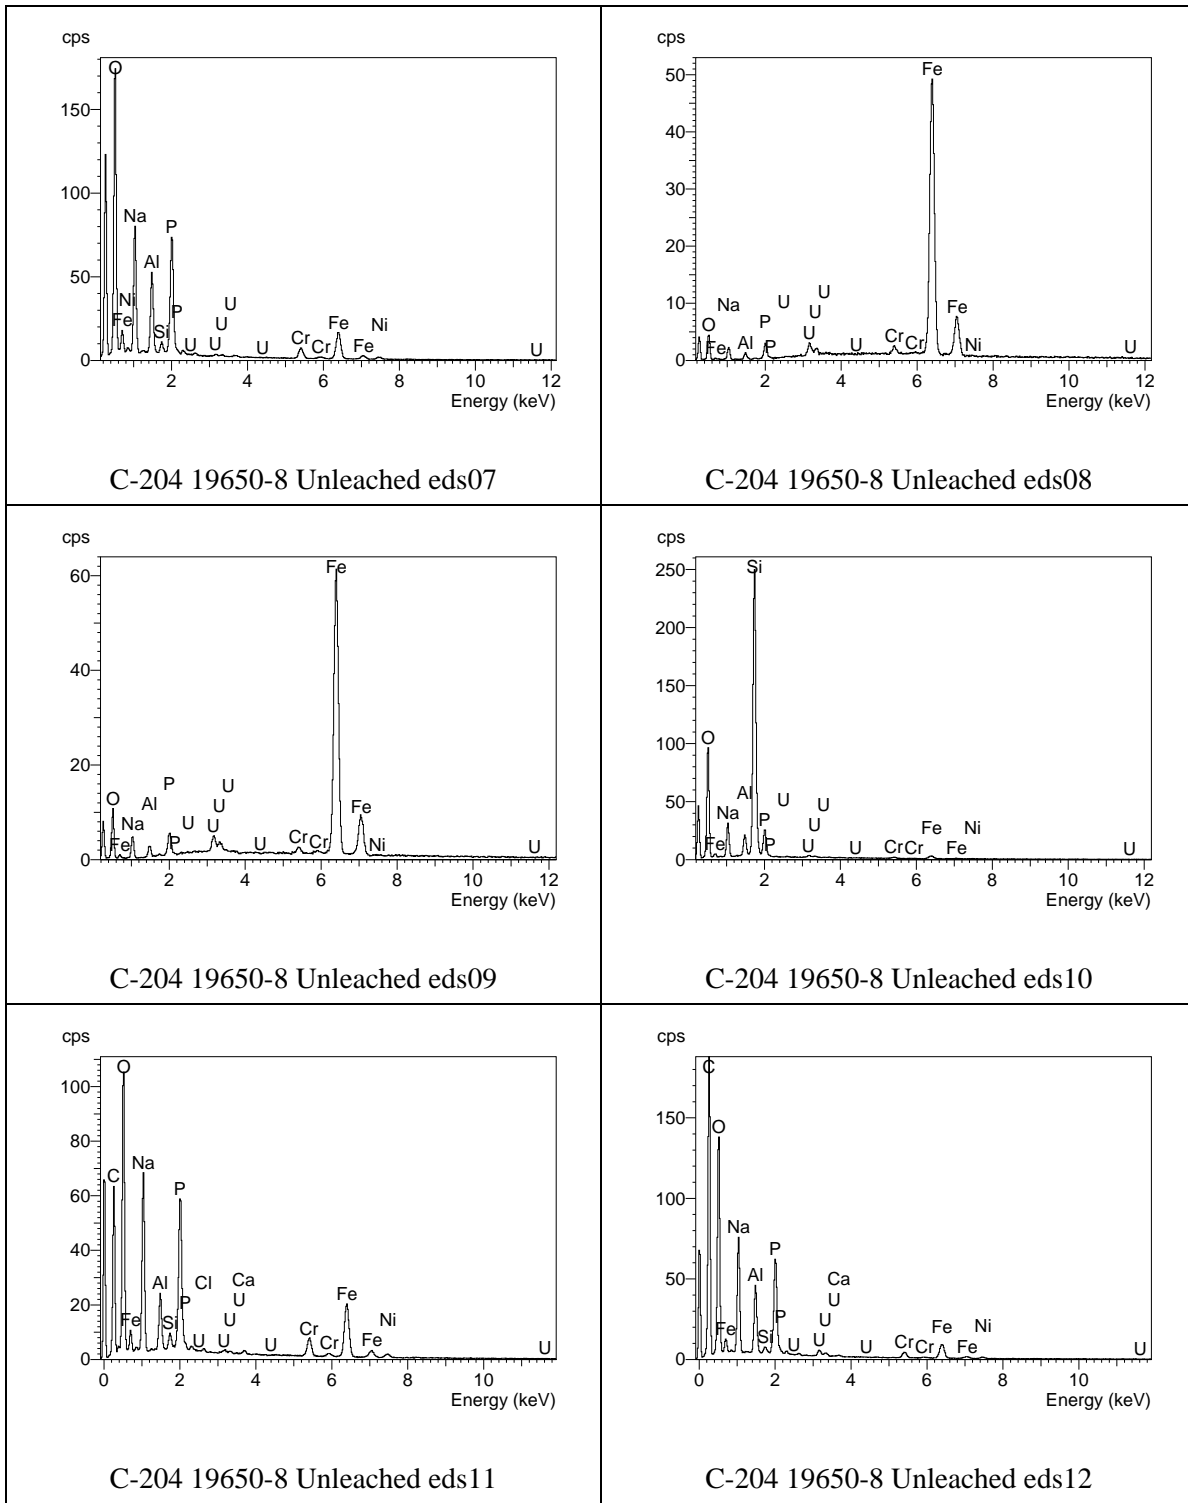 cps
O
150
100
Na
P
Al
50
Ni
Fe
Si
P
U
U
U
U
U
Cr
Cr
Fe
Fe
Ni
U
0
2
4
6
8
10
12
Energy (keV)
C-204 19650-8 Unleached eds07
cps
Fe
50
40
30
20
10
O
Fe
Na
Al
P
P
U
U
U
U
U
Cr
Cr
Fe
Ni
U
0
2
4
6
8
10
12
Energy (keV)
C-204 19650-8 Unleached eds08
cps
Fe
60
40
20
O
Fe
Na
Al
P
P
U
U
U
U
U
Cr
Cr
Fe
Ni
U
0
2
4
6
8
10
12
Energy (keV)
C-204 19650-8 Unleached eds09
cps
Si
250
200
150
100
50
O
Fe
Na
Al
P
P
U
U
U
U
U
Cr
Cr
Fe
Fe
Ni
U
0
2
4
6
8
10
12
Energy (keV)
C-204 19650-8 Unleached eds10
cps
O
100
80
60
40
20
C
Na
P
Al
Fe
Si
P
Cl
Ca
U
U
U
U
U
Cr
Cr
Fe
Fe
Ni
U
0
0
2
4
6
8
10
Energy (keV)
C-204 19650-8 Unleached eds11
cps
C
150
O
100
Na
P
Al
50
Fe
Si
P
Ca
U
U
U
U
U
Cr
Cr
Fe
Fe
Ni
U
0
0
2
4
6
8
10
Energy (keV)
C-204 19650-8 Unleached eds12